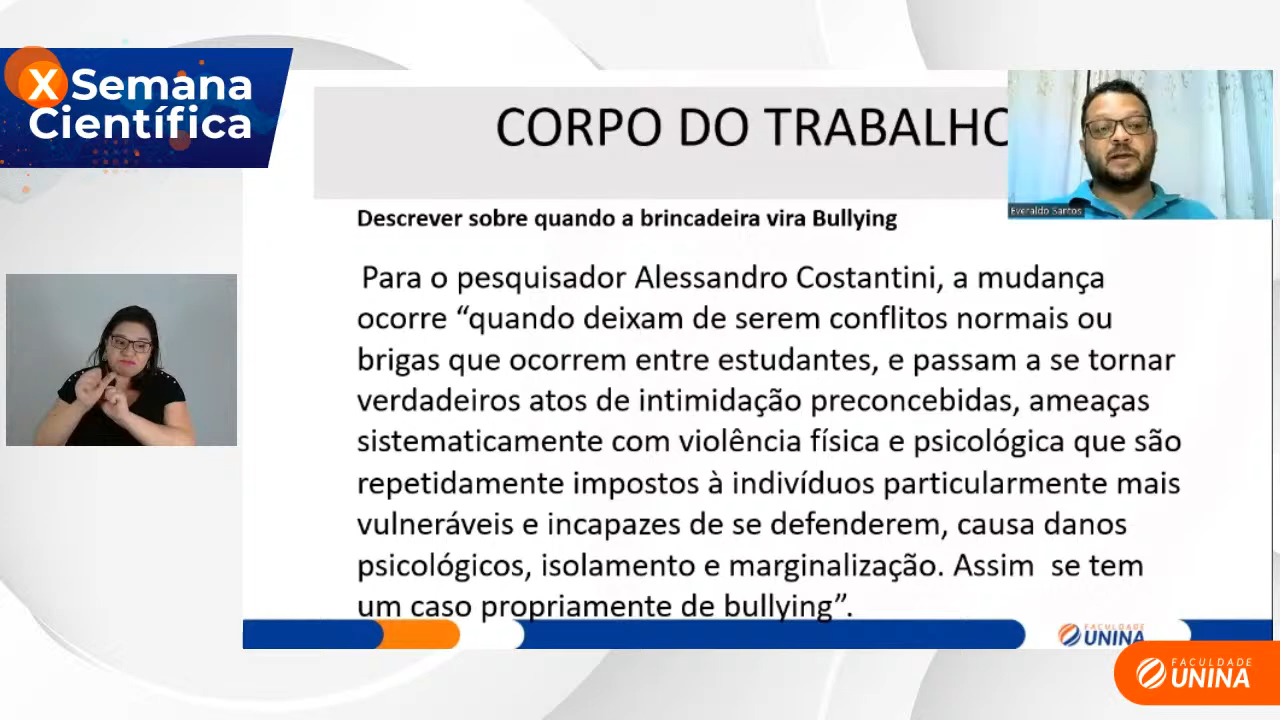 X Semana
Científica
CORPO DO TRABALHO
Everaldo Santos
Descrever sobre quando a brincadeira vira Bullying
Para o pesquisador Alessandro Costantini, a mudança
ocorre “quando deixam de serem conflitos normais ou
brigas que ocorrem entre estudantes, e passam a se tornar
verdadeiros atos de intimidação preconcebidas, ameaças
sistematicamente com violência física e psicológica que são
repetidamente impostos à indivíduos particularmente mais
vulneráveis e incapazes de se defenderem, causa danos
psicológicos, isolamento e marginalização. Assim  se tem
um caso propriamente de bullying”.
FACULDADE
UNINA
FACULDADE
UNINA